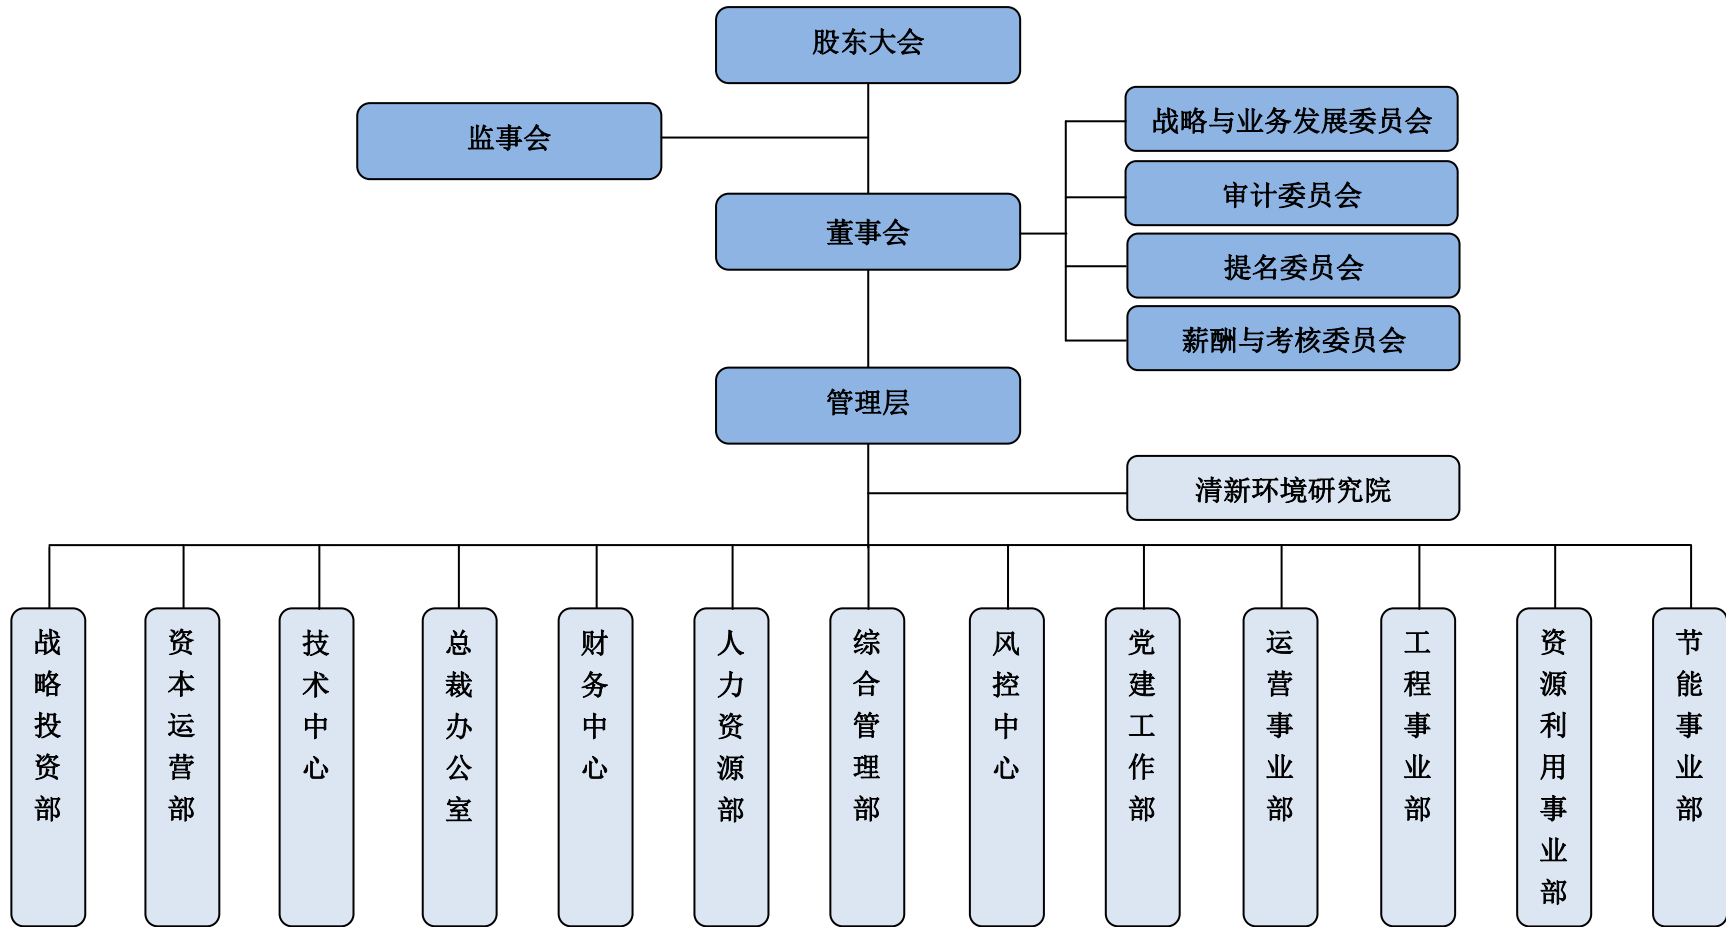 股东大会
监事会
战略与业务发展委员会
审计委员会
董事会
提名委员会
薪酬与考核委员会
管理层
清新环境研究院
战略投资部
资本运营部
技术中心
总裁办公室
财务中心
人力资源部
综合管理部
风控中心
党建工作部
运营事业部
工程事业部
资源利用事业部
节能事业部